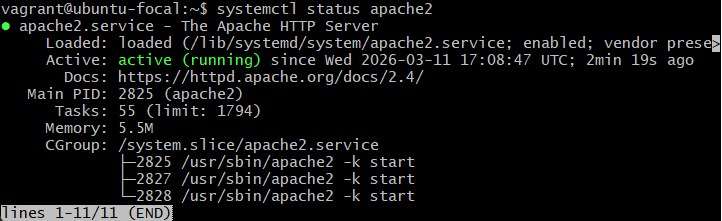 vagrant@ubuntu-focal:~$ systemctl status apache2
● apache2.service - The Apache HTTP Server
     Loaded: loaded (/lib/systemd/system/apache2.service; enabled; vendor prese>
     Active: active (running) since Wed 2026-03-11 17:08:47 UTC; 2min 19s ago
       Docs: https://httpd.apache.org/docs/2.4/
   Main PID: 2825 (apache2)
      Tasks: 55 (limit: 1794)
     Memory: 5.5M
     CGroup: /system.slice/apache2.service
             ├─2825 /usr/sbin/apache2 -k start
             ├─2827 /usr/sbin/apache2 -k start
             └─2828 /usr/sbin/apache2 -k start
lines 1-11/11 (END)